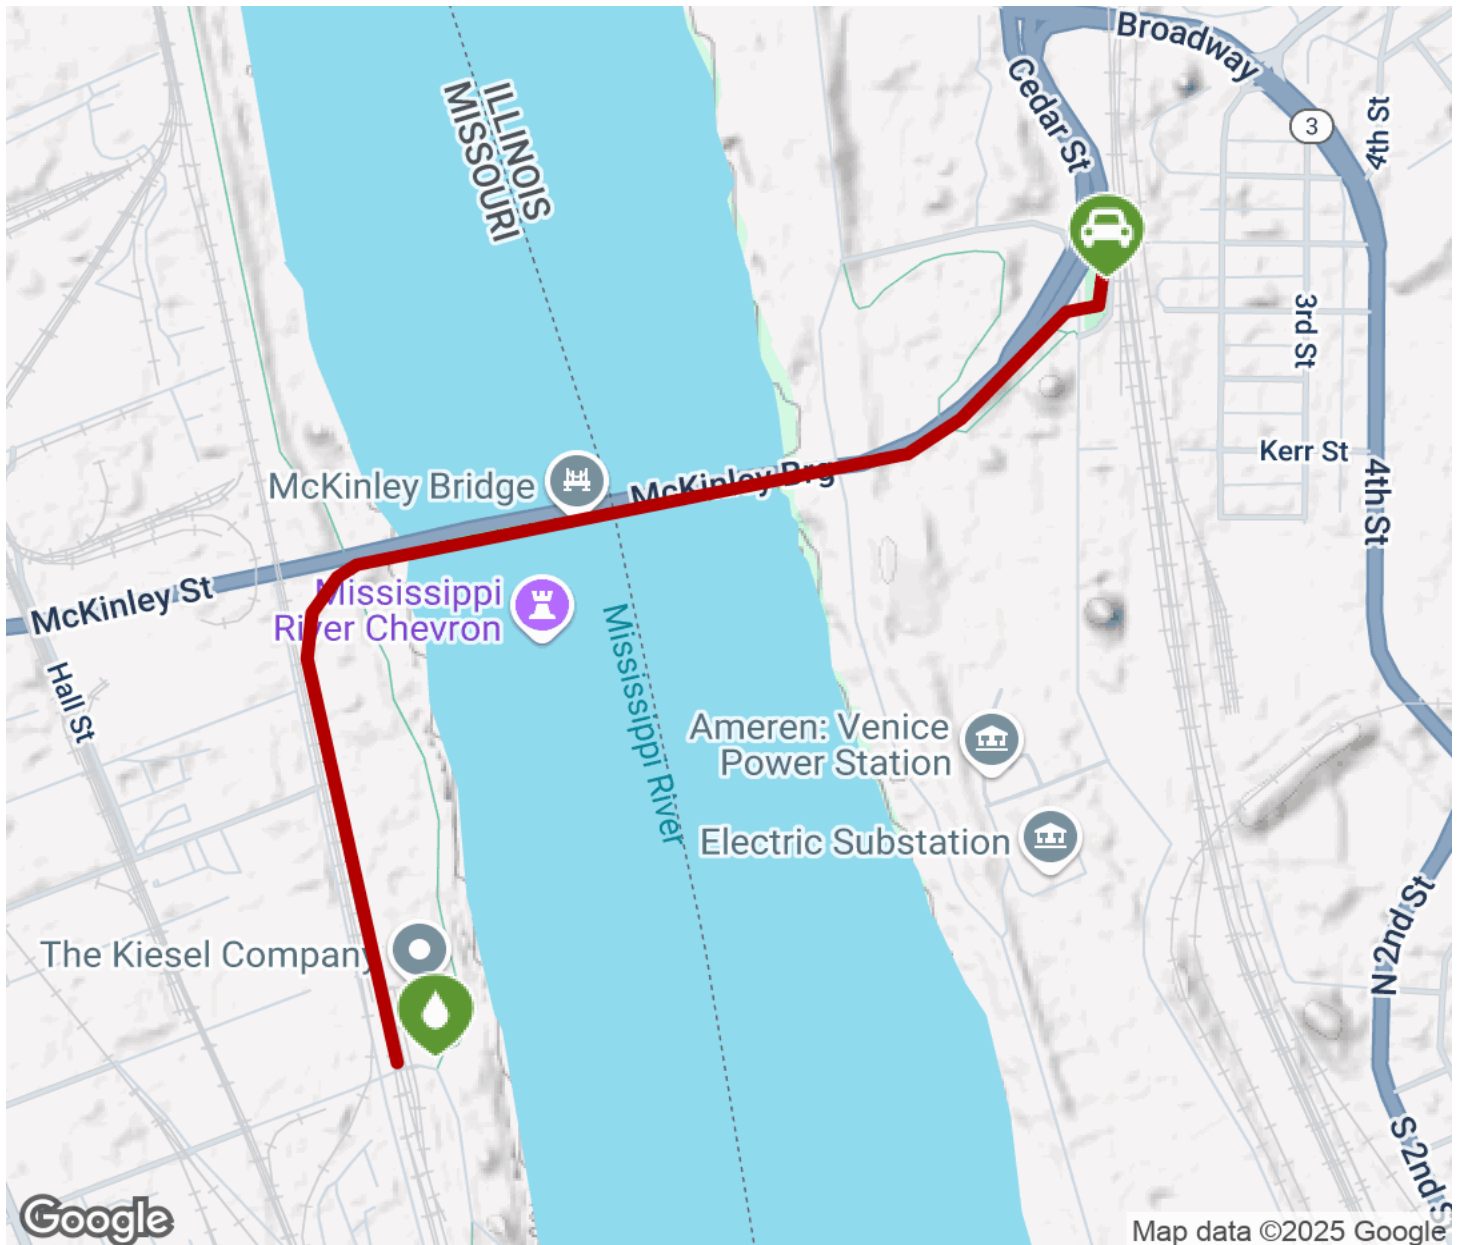 Broadway
Cedar St
4th St
3
ILLINOIS
MISSOURI
3rd St
Kerr St
McKinley Bridge
McKinley Brg
4th St
McKinley St
Mississippi
River Chevron
Hall St
Mississippi River
Ameren: Venice
Power Station
Electric Substation
The Kiesel Company
N 2nd St
S 2nd S
Google
Map data ©2025 Google